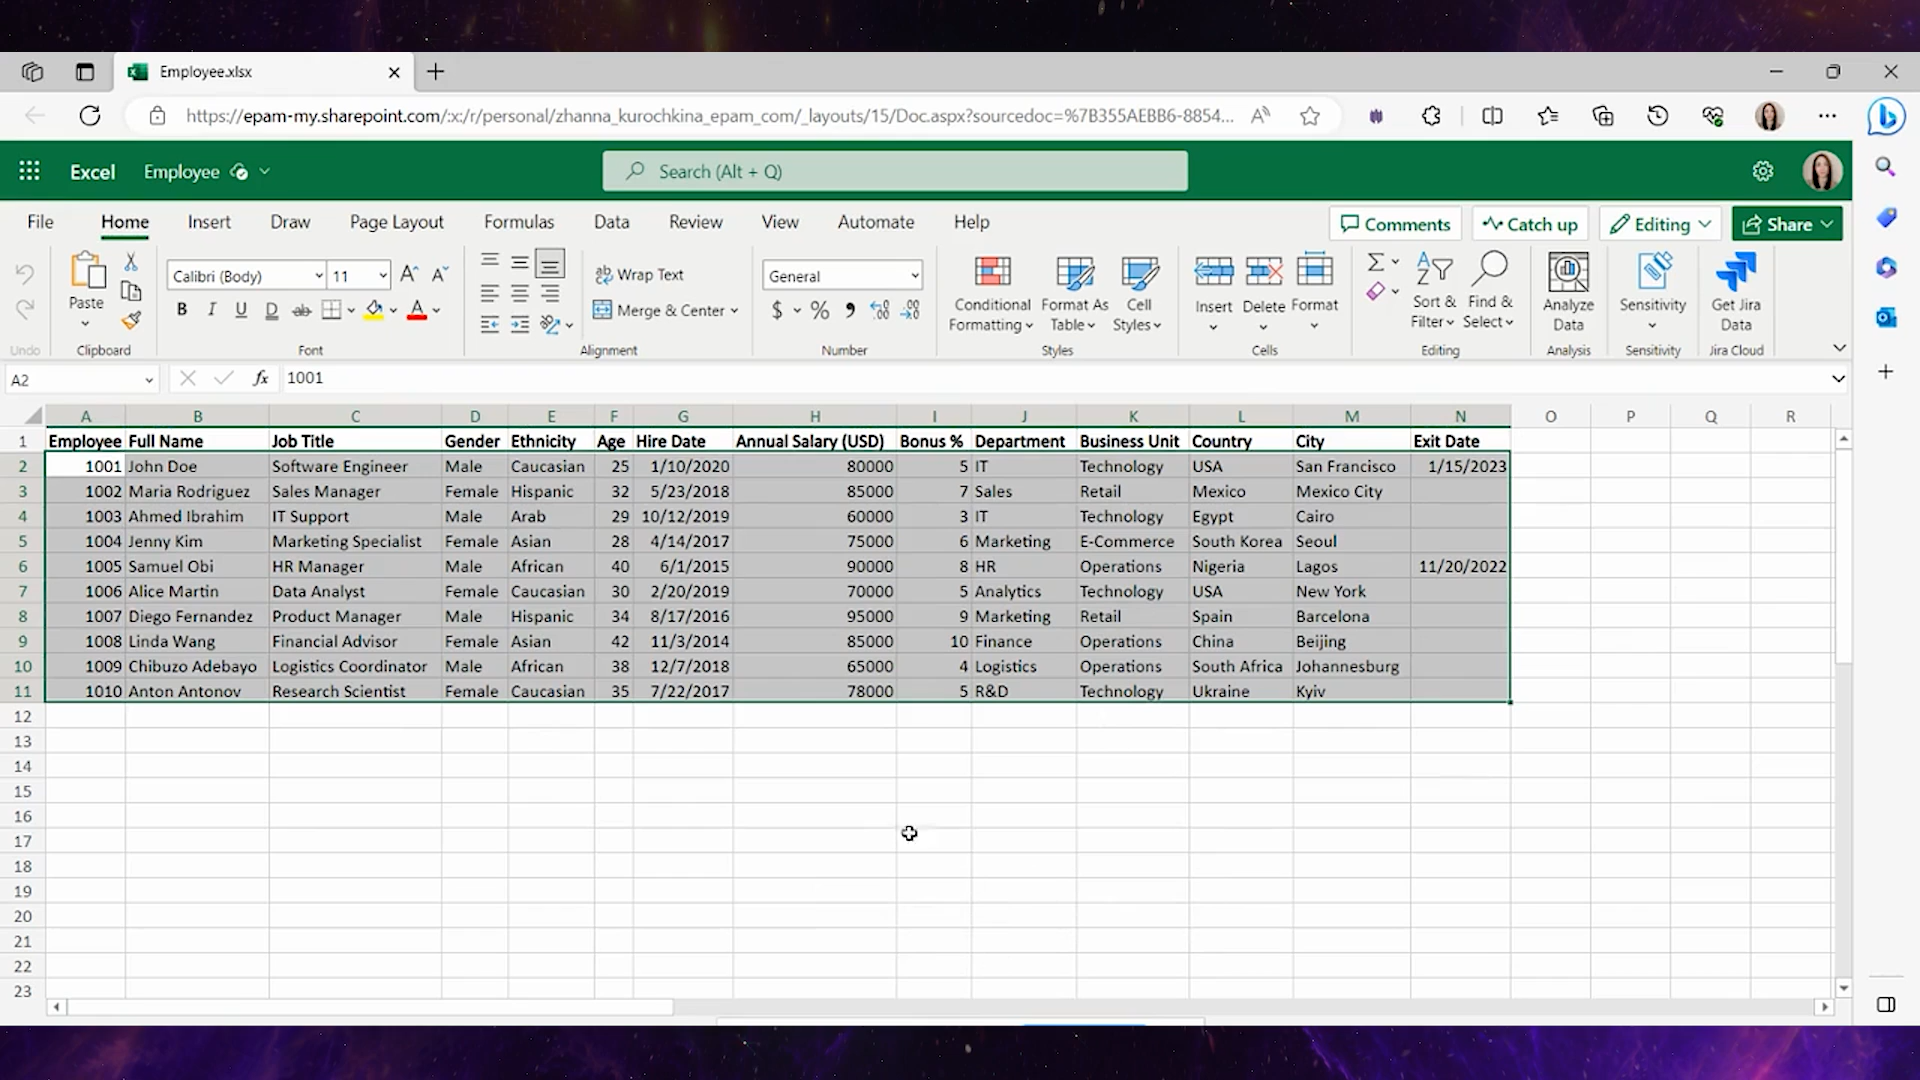 Employee.xlsx
https://epam-my.sharepoint.com/:x:/r/personal/zhanna_kurochkina_epam_com/_layouts/15/Doc.aspx?sourcedoc=%7B355AEBB6-8854...
Excel Employee Search (Alt + Q)
File Home Insert Draw Page Layout Formulas Data Review View Automate Help Comments Catch up Editing Share
Calibri (Body) 11 Wrap Text General
Paste B I U D ab A Merge & Center $ % Conditional Formatting Format As Table Cell Styles Insert Delete Format Sort & Filter Find & Select Analyze Data Sensitivity Get Jira Data
Undo Clipboard Font Alignment Number Styles Cells Editing Analysis Sensitivity Jira Cloud
A2 fx 1001
A B C D E F G H I J K L M N O P Q R
1 Employee Full Name Job Title Gender Ethnicity Age Hire Date Annual Salary (USD) Bonus % Department Business Unit Country City Exit Date
2 1001 John Doe Software Engineer Male Caucasian 25 1/10/2020 80000 5 IT Technology USA San Francisco 1/15/2023
3 1002 Maria Rodriguez Sales Manager Female Hispanic 32 5/23/2018 85000 7 Sales Retail Mexico Mexico City
4 1003 Ahmed Ibrahim IT Support Male Arab 29 10/12/2019 60000 3 IT Technology Egypt Cairo
5 1004 Jenny Kim Marketing Specialist Female Asian 28 4/14/2017 75000 6 Marketing E-Commerce South Korea Seoul
6 1005 Samuel Obi HR Manager Male African 40 6/1/2015 90000 8 HR Operations Nigeria Lagos 11/20/2022
7 1006 Alice Martin Data Analyst Female Caucasian 30 2/20/2019 70000 5 Analytics Technology USA New York
8 1007 Diego Fernandez Product Manager Male Hispanic 34 8/17/2016 95000 9 Marketing Retail Spain Barcelona
9 1008 Linda Wang Financial Advisor Female Asian 42 11/3/2014 85000 10 Finance Operations China Beijing
10 1009 Chibuzo Adebayo Logistics Coordinator Male African 38 12/7/2018 65000 4 Logistics Operations South Africa Johannesburg
11 1010 Anton Antonov Research Scientist Female Caucasian 35 7/22/2017 78000 5 R&D Technology Ukraine Kyiv
12
13
14
15
16
17
18
19
20
21
22
23